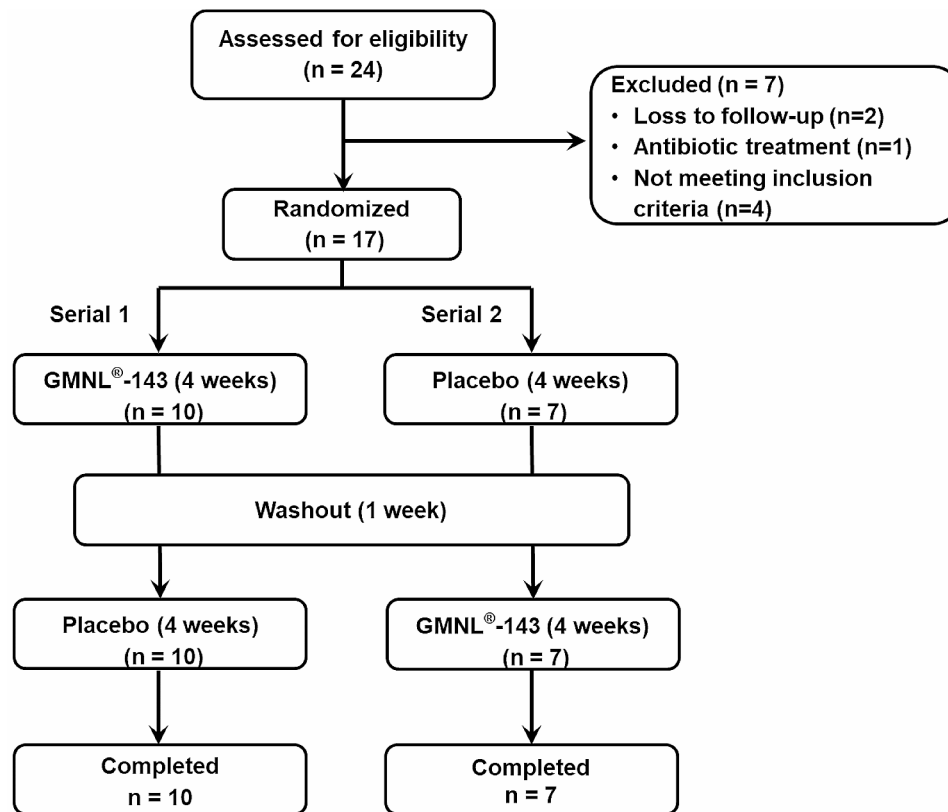 Assessed for eligibility
(n = 24)
Excluded (n = 7)
• Loss to follow-up (n=2)
• Antibiotic treatment (n=1)
• Not meeting inclusion
criteria (n=4)
Randomized
(n = 17)
Serial 1
Serial 2
GMNL®-143 (4 weeks)
(n = 10)
Placebo (4 weeks)
(n = 7)
Washout (1 week)
Placebo (4 weeks)
(n = 10)
GMNL®-143 (4 weeks)
(n = 7)
Completed
n = 10
Completed
n = 7